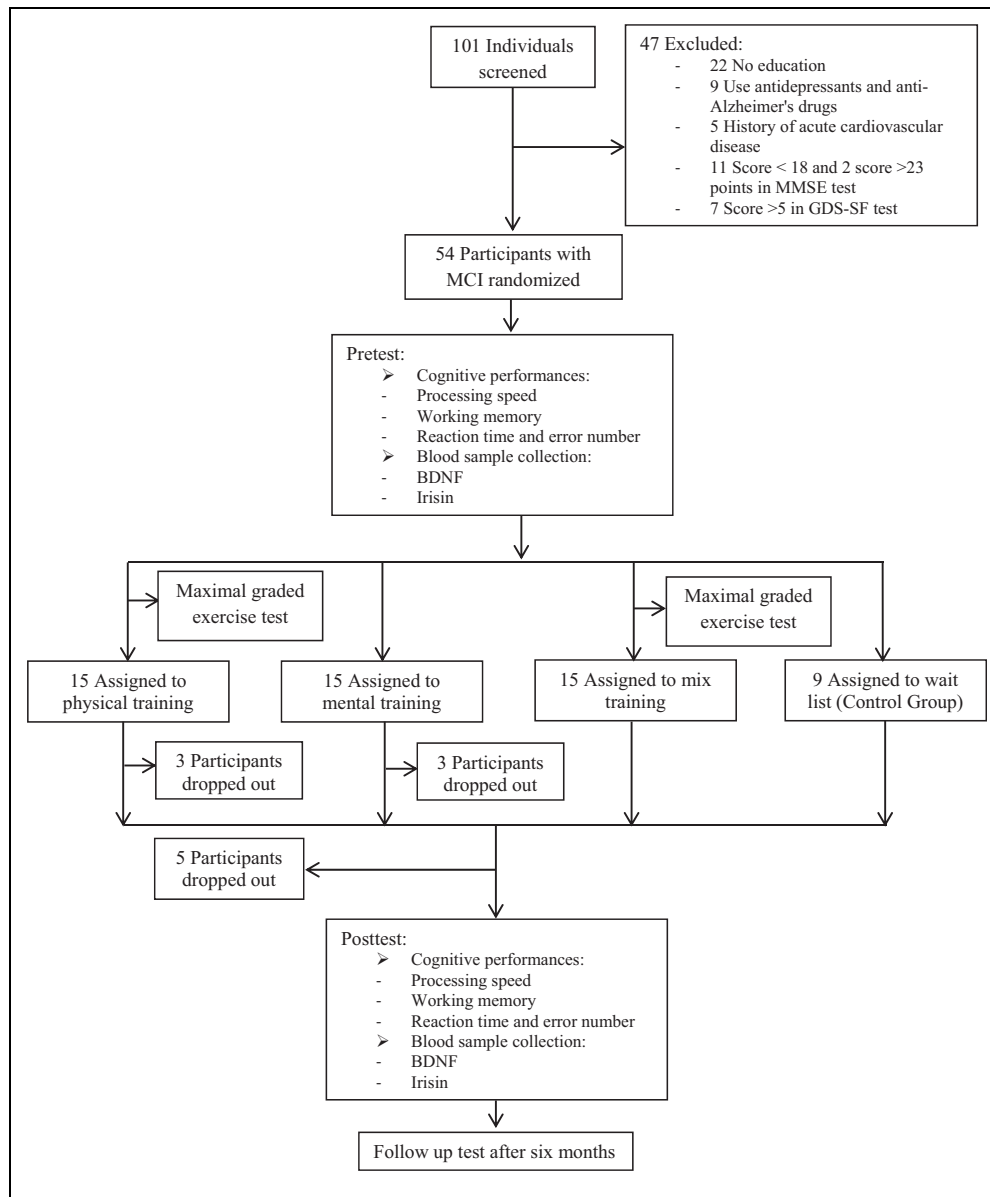 101 Individuals
screened
47 Excluded:
- 22 No education
- 9 Use antidepressants and anti-
Alzheimer's drugs
- 5 History of acute cardiovascular
disease
- 11 Score < 18 and 2 score >23
points in MMSE test
- 7 Score >5 in GDS-SF test
54 Participants with
MCI randomized
Pretest:
➢ Cognitive performances:
- Processing speed
- Working memory
- Reaction time and error number
➢ Blood sample collection:
- BDNF
- Irisin
Maximal graded
exercise test
Maximal graded
exercise test
15 Assigned to
physical training
15 Assigned to
mental training
15 Assigned to mix
training
9 Assigned to wait
list (Control Group)
3 Participants
dropped out
3 Participants
dropped out
5 Participants
dropped out
Posttest:
➢ Cognitive performances:
- Processing speed
- Working memory
- Reaction time and error number
➢ Blood sample collection:
- BDNF
- Irisin
Follow up test after six months